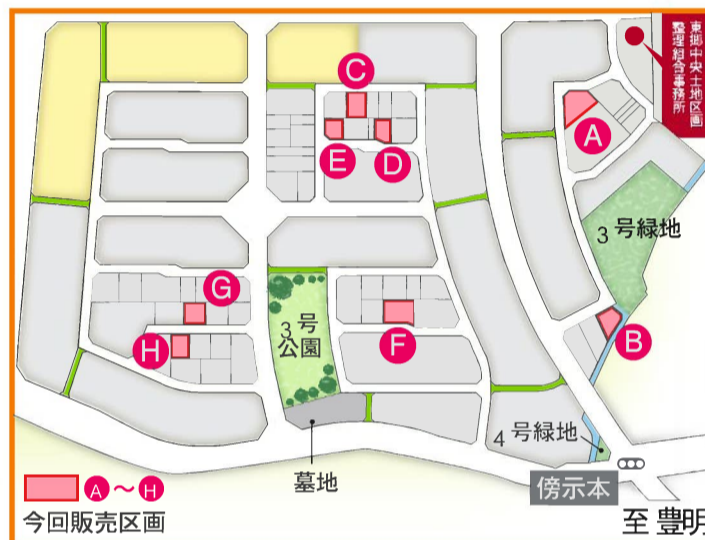 東郷中央土地区画
整理組合事務所
C
A
E
D
3号緑地
G
3号
公園
F
H
B
4号緑地
墓地
傍示本
A～H
今回販売区画
至 豊明